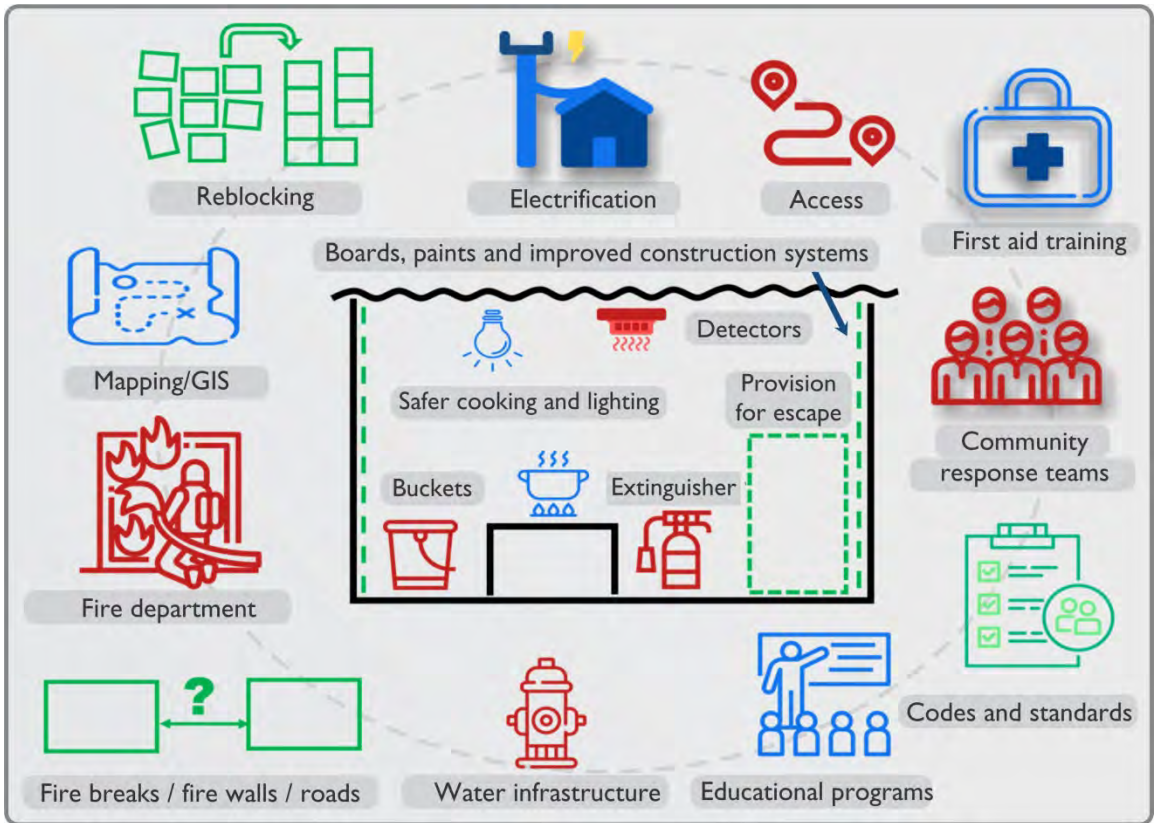 Reblocking
Electrification
Access
First aid training
Boards, paints and improved construction systems
Detectors
Mapping/GIS
Safer cooking and lighting
Provision
for escape
Community
response teams
Buckets
Extinguisher
Fire department
?
Codes and standards
Fire breaks / fire walls / roads
Water infrastructure
Educational programs